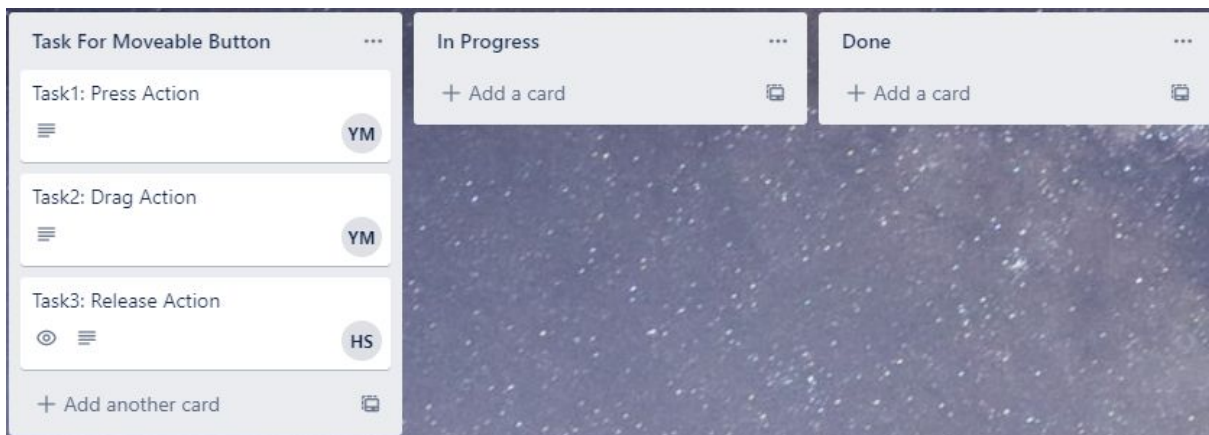 Task For Moveable Button
Task1: Press Action
YM
Task2: Drag Action
YM
Task3: Release Action
HS
+ Add another card
In Progress
+ Add a card
Done
+ Add a card